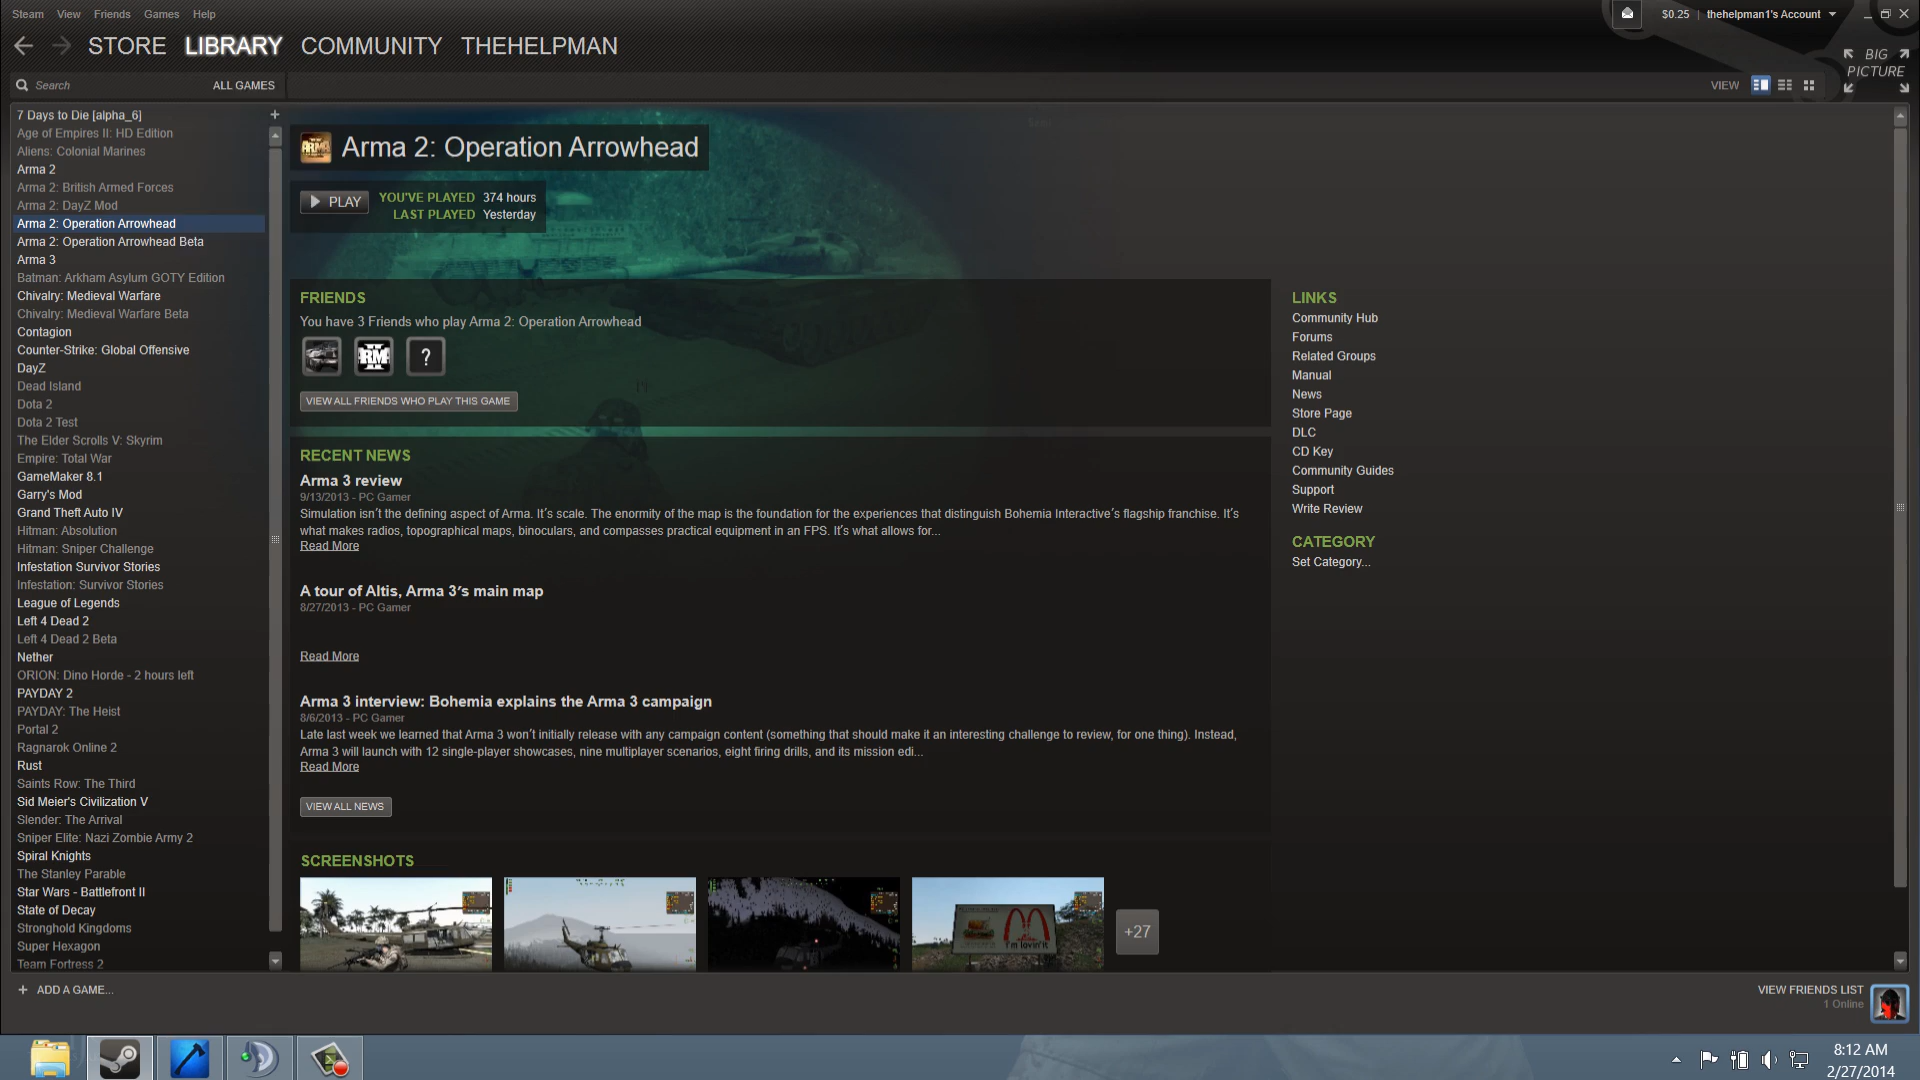 Steam View Friends Games Help
$0.25 | thehelpman1's Account
STORE LIBRARY COMMUNITY THEHELPMAN
BIG
PICTURE
Search ALL GAMES
VIEW
7 Days to Die [alpha_6]
Age of Empires II: HD Edition
Aliens: Colonial Marines
Arma 2
Arma 2: British Armed Forces
Arma 2: DayZ Mod
Arma 2: Operation Arrowhead
Arma 2: Operation Arrowhead Beta
Arma 3
Batman: Arkham Asylum GOTY Edition
Chivalry: Medieval Warfare
Chivalry: Medieval Warfare Beta
Contagion
Counter-Strike: Global Offensive
DayZ
Dead Island
Dota 2
Dota 2 Test
The Elder Scrolls V: Skyrim
Empire: Total War
GameMaker 8.1
Garry's Mod
Grand Theft Auto IV
Hitman: Absolution
Hitman: Sniper Challenge
Infestation Survivor Stories
Infestation: Survivor Stories
League of Legends
Left 4 Dead 2
Left 4 Dead 2 Beta
Nether
ORION: Dino Horde - 2 hours left
PAYDAY 2
PAYDAY: The Heist
Portal 2
Ragnarok Online 2
Rust
Saints Row: The Third
Sid Meier's Civilization V
Slender: The Arrival
Sniper Elite: Nazi Zombie Army 2
Spiral Knights
The Stanley Parable
Star Wars - Battlefront II
State of Decay
Stronghold Kingdoms
Super Hexagon
Team Fortress 2
+ ADD A GAME...
Arma 2: Operation Arrowhead
PLAY
YOU'VE PLAYED 374 hours
LAST PLAYED Yesterday
FRIENDS
You have 3 Friends who play Arma 2: Operation Arrowhead
VIEW ALL FRIENDS WHO PLAY THIS GAME
RECENT NEWS
Arma 3 review
9/13/2013 - PC Gamer
Simulation isn't the defining aspect of Arma. It's scale. The enormity of the map is the foundation for the experiences that distinguish Bohemia Interactive's flagship franchise. It's
what makes radios, topographical maps, binoculars, and compasses practical equipment in an FPS. It's what allows for...
Read More
A tour of Altis, Arma 3's main map
8/27/2013 - PC Gamer
Read More
Arma 3 interview: Bohemia explains the Arma 3 campaign
8/6/2013 - PC Gamer
Late last week we learned that Arma 3 won't initially release with any campaign content (something that should make it an interesting challenge to review, for one thing). Instead,
Arma 3 will launch with 12 single-player showcases, nine multiplayer scenarios, eight firing drills, and its mission edi...
Read More
VIEW ALL NEWS
SCREENSHOTS
i'm lovin' it
+27
LINKS
Community Hub
Forums
Related Groups
Manual
News
Store Page
DLC
CD Key
Community Guides
Support
Write Review
CATEGORY
Set Category...
VIEW FRIENDS LIST
1 Online
8:12 AM
2/27/2014